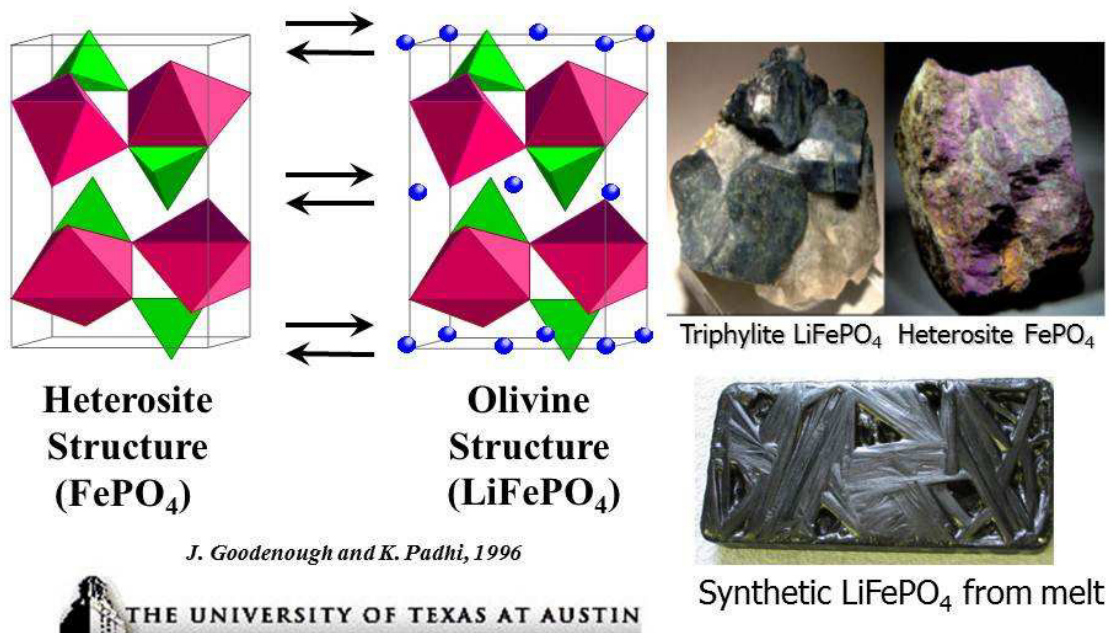 Triphylite LiFePO₄ Heterosite FePO₄
Heterosite
Structure
(FePO₄)
Olivine
Structure
(LiFePO₄)
J. Goodenough and K. Padhi, 1996
THE UNIVERSITY OF TEXAS AT AUSTIN
Synthetic LiFePO₄ from melt